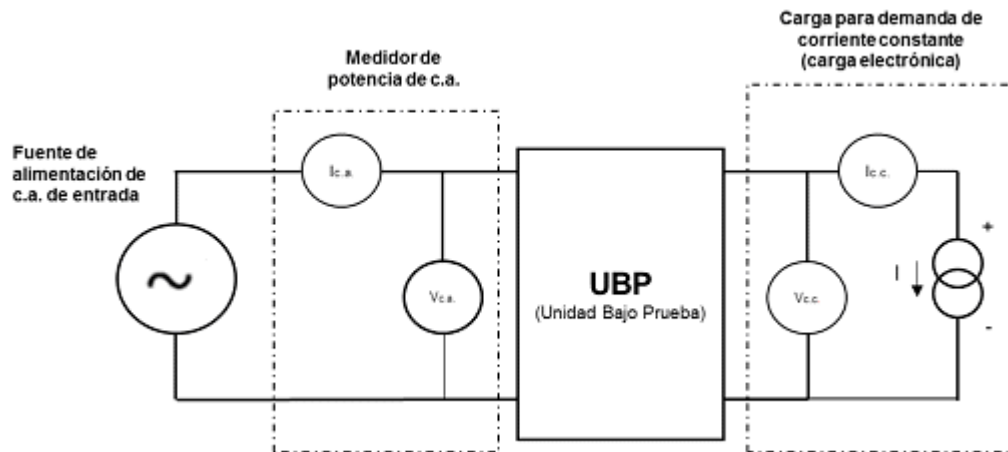 Carga para demanda de
corriente constante
(carga electrónica)
Medidor de
potencia de c.a.
Fuente de
alimentación de
c.a. de entrada
Ic.a.
Vc.a.
UBP
(Unidad Bajo Prueba)
Ic.c.
Vc.c.
I
+
-